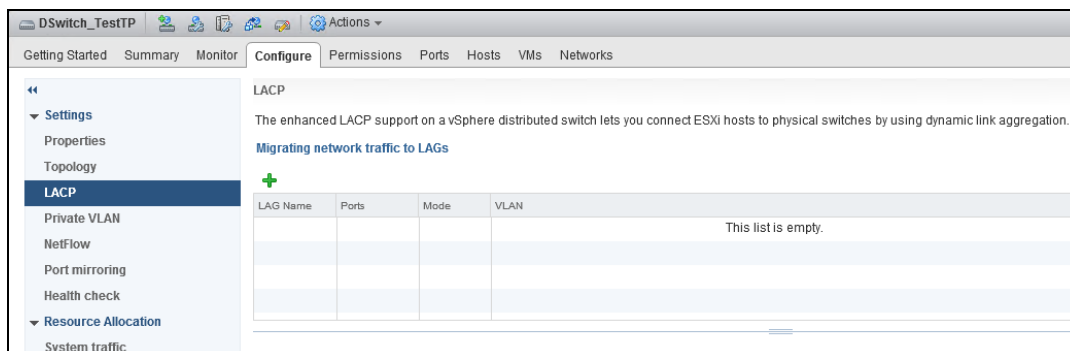 DSwitch_TestTP Actions
Getting Started Summary Monitor Configure Permissions Ports Hosts VMs Networks
Settings
Properties
Topology
LACP
Private VLAN
NetFlow
Port mirroring
Health check
Resource Allocation
System traffic
LACP
The enhanced LACP support on a vSphere distributed switch lets you connect ESXi hosts to physical switches by using dynamic link aggregation.
Migrating network traffic to LAGs
LAG Name Ports Mode VLAN
This list is empty.